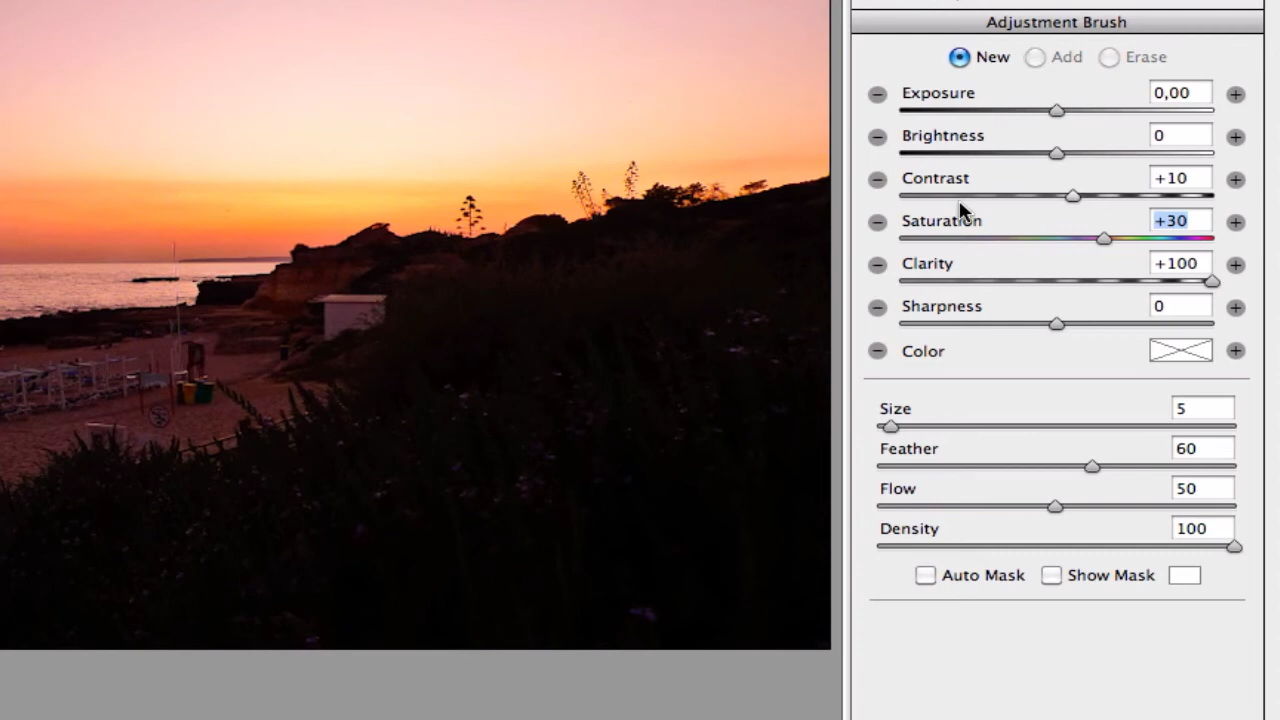 Adjustment Brush
New Add Erase
Exposure 0,00
Brightness 0
Contrast +10
Saturation +30
Clarity +100
Sharpness 0
Color
Size 5
Feather 60
Flow 50
Density 100
Auto Mask Show Mask